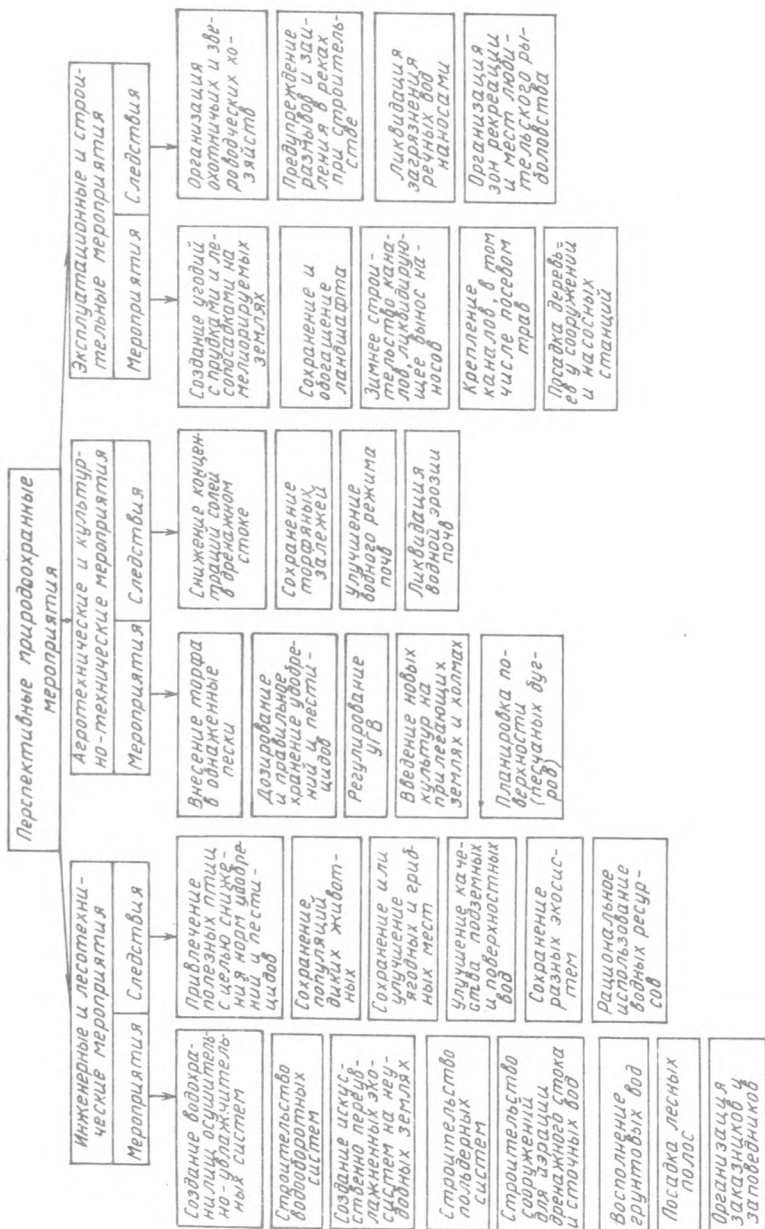 Перспективные природоохранные
мероприятия
Инженерные и лесотехни-
ческие мероприятия
Мероприятия
Следствия
Создание водохра-
нилищ осушитель-
но-увлажнитель-
ных систем
Строительство
водооборотных
систем
Создание искус-
ственно переув-
лажненных эко-
систем на неу-
добных землях
Строительство
польдерных
систем
Строительство
сооружений
для аэрации
дренажного стока
и сточных вод
Восполнение
грунтовых вод
Посадка лесных
полос
Организация
заказников и
заповедников
Привлечение
полезных птиц
с целью сниже-
ния норм удобре-
ний и пести-
цидов
Сохранение
популяций
диких живот-
ных
Сохранение или
улучшение
ягодных и гриб-
ных мест
Улучшение каче-
ства подземных
и поверхностных
вод
Сохранение
разных экосис-
тем
Рациональное
использование
водных ресур-
сов
Агротехнические и культур-
но-технические мероприятия
Мероприятия
Следствия
Внесение торфа
в обнаженные
пески
Дозирование
и правильное
хранение удобре-
ний и пести-
цидов
Регулирование
УГВ
Введение новых
культур на
прилегающих
землях и холмах
Планировка по-
верхности
(песчаных буг-
ров)
Снижение концен-
траций солей
в дренажном
стоке
Сохранение
торфяных
залежей
Улучшение
водного режима
почв
Ликвидация
водной эрозии
почв
Эксплуатационные и строи-
тельные мероприятия
Мероприятия
Следствия
Создание угодий
с прудками и ле-
сопосадками на
мелиорируемых
землях
Сохранение и
обогащение
ландшафта
Зимнее строи-
тельство кана-
лов, ликвидирую-
щее вынос на-
носов
Крепление
каналов, в том
числе посевом
трав
Посадка деревь=
ев у сооружений
и насосных
станций
Организация
охотничьих и зве-
роводческих хо-
зяйств
Предупреждение
размывов и заи-
ления в реках
при строитель-
стве
Ликвидация
загрязнения
речных вод
наносами
Организация
зон рекреации
и мест люби-
тельского ры-
боловства